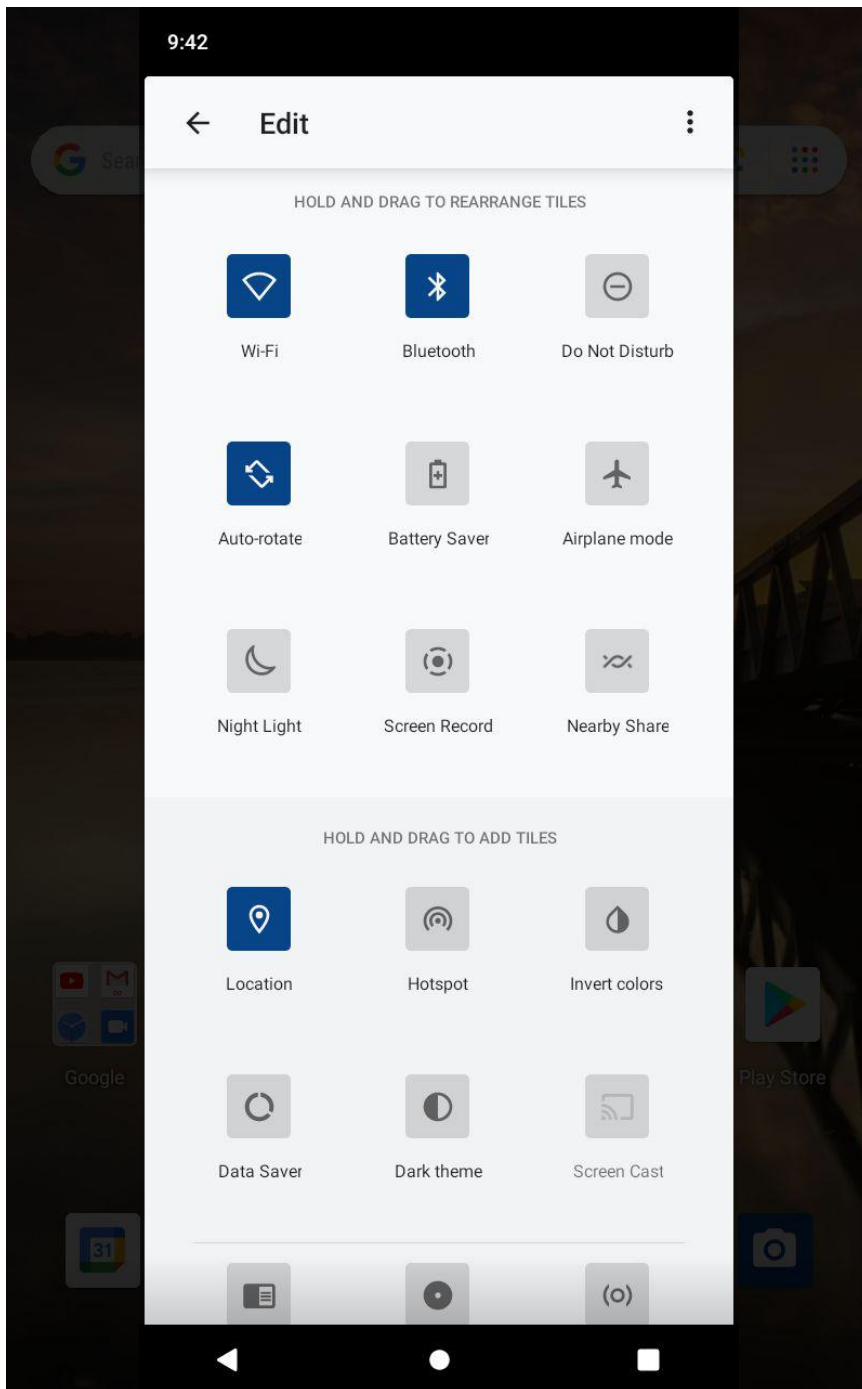 9:42
Edit
Sear
HOLD AND DRAG TO REARRANGE TILES
Wi-Fi
Bluetooth
Do Not Disturb
Auto-rotate
Battery Saver
Airplane mode
Night Light
Screen Record
Nearby Share
HOLD AND DRAG TO ADD TILES
Location
Hotspot
Invert colors
Google
Play Store
Data Saver
Dark theme
Screen Cast
31